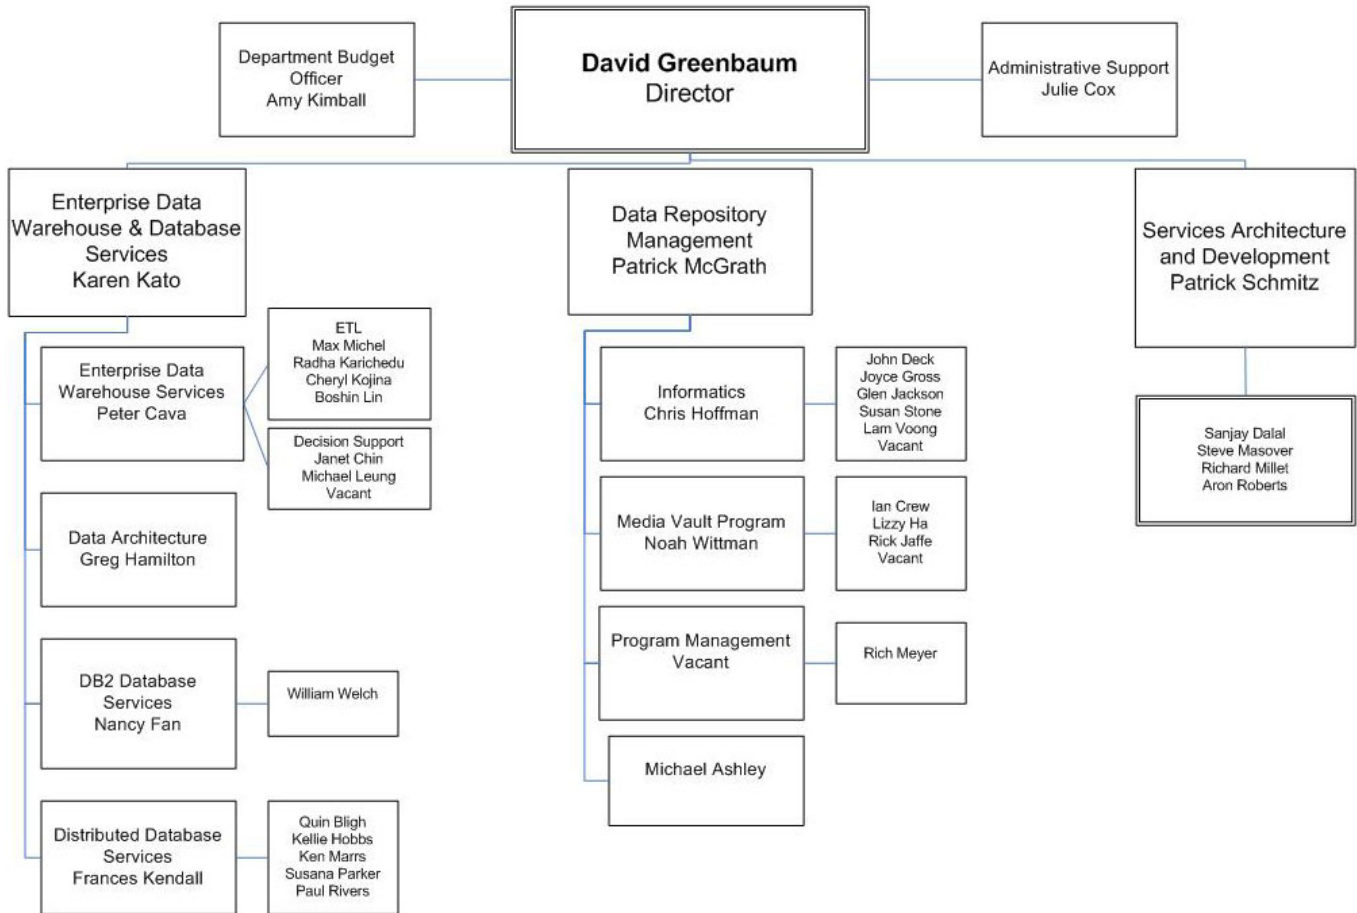 Department Budget
Officer
Amy Kimball
David Greenbaum
Director
Administrative Support
Julie Cox
Enterprise Data
Warehouse & Database
Services
Karen Kato
Data Repository
Management
Patrick McGrath
Services Architecture
and Development
Patrick Schmitz
Enterprise Data
Warehouse Services
Peter Cava
ETL
Max Michel
Radha Karichedu
Cheryl Kojina
Boshin Lin
Decision Support
Janet Chin
Michael Leung
Vacant
Data Architecture
Greg Hamilton
DB2 Database
Services
Nancy Fan
William Welch
Distributed Database
Services
Frances Kendall
Quin Bligh
Kellie Hobbs
Ken Marrs
Susana Parker
Paul Rivers
Informatics
Chris Hoffman
John Deck
Joyce Gross
Glen Jackson
Susan Stone
Lam Voong
Vacant
Media Vault Program
Noah Wittman
Ian Crew
Lizzy Ha
Rick Jaffe
Vacant
Program Management
Vacant
Rich Meyer
Michael Ashley
Sanjay Dalal
Steve Masover
Richard Millet
Aron Roberts